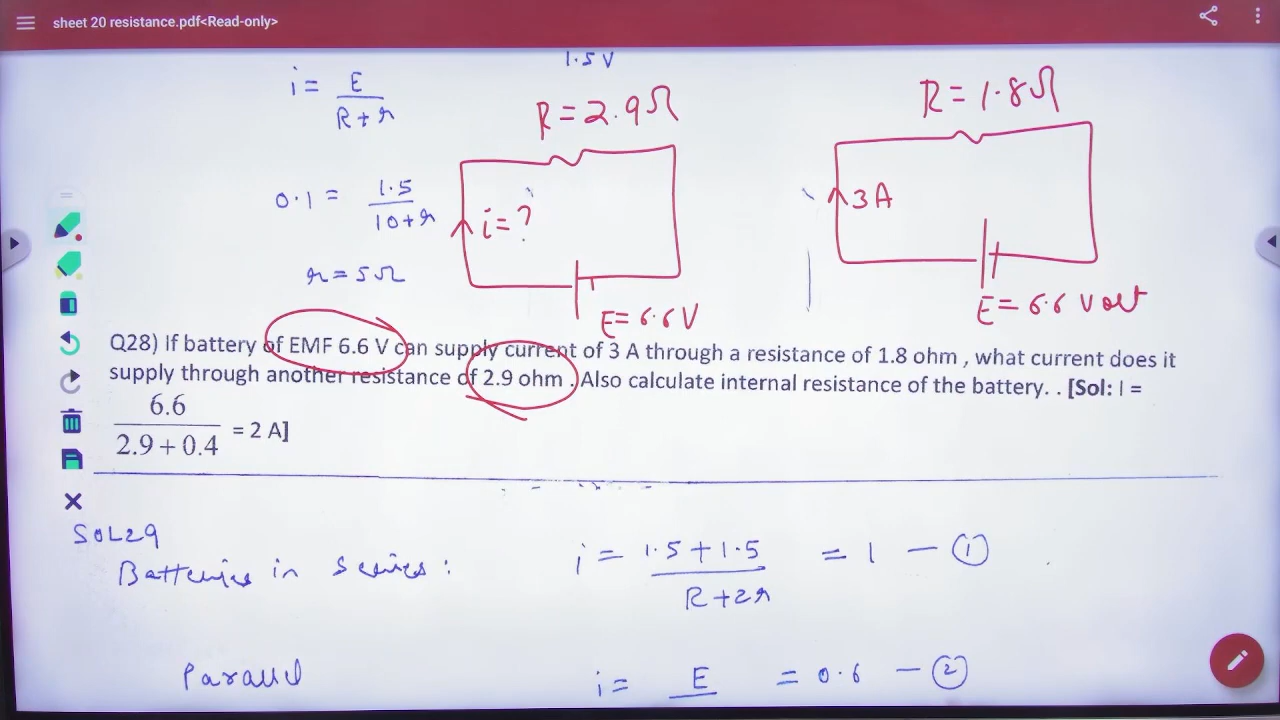 sheet 20 resistance.pdf<Read-only>
1.5 V
i = E / R + r
R = 2.9 Ω
R = 1.8 Ω
0.1 = 1.5 / 10 + r
i = ?
3 A
r = 5 Ω
E = 6.6 V
E = 6.6 Volt
Q28) If battery of EMF 6.6 V can supply current of 3 A through a resistance of 1.8 ohm , what current does it
supply through another resistance of 2.9 ohm . Also calculate internal resistance of the battery. . [Sol: I =
6.6 / 2.9 + 0.4 = 2 A]
SOL29
Batteries in series :
i = 1.5 + 1.5 / R + 2r = 1 — ①
Parallel
i = E = 0.6 — ②